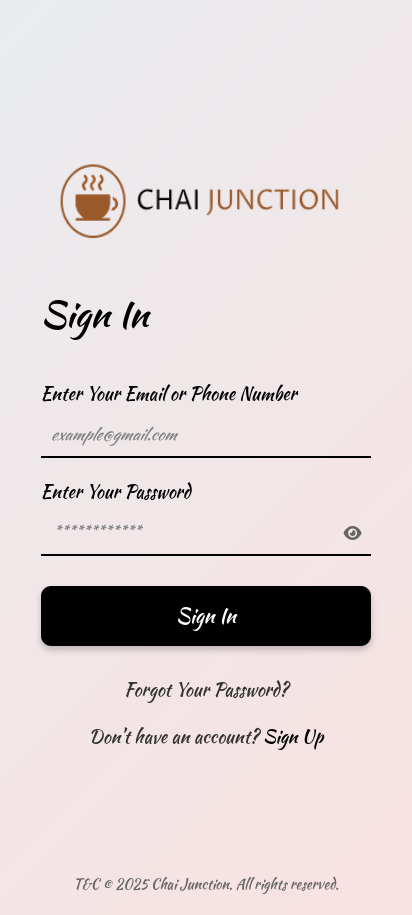 CHAI JUNCTION
Sign In
Enter Your Email or Phone Number
example@gmail.com
Enter Your Password
************
Sign In
Forgot Your Password?
Don't have an account? Sign Up
T&C © 2025 Chai Junction. All rights reserved.